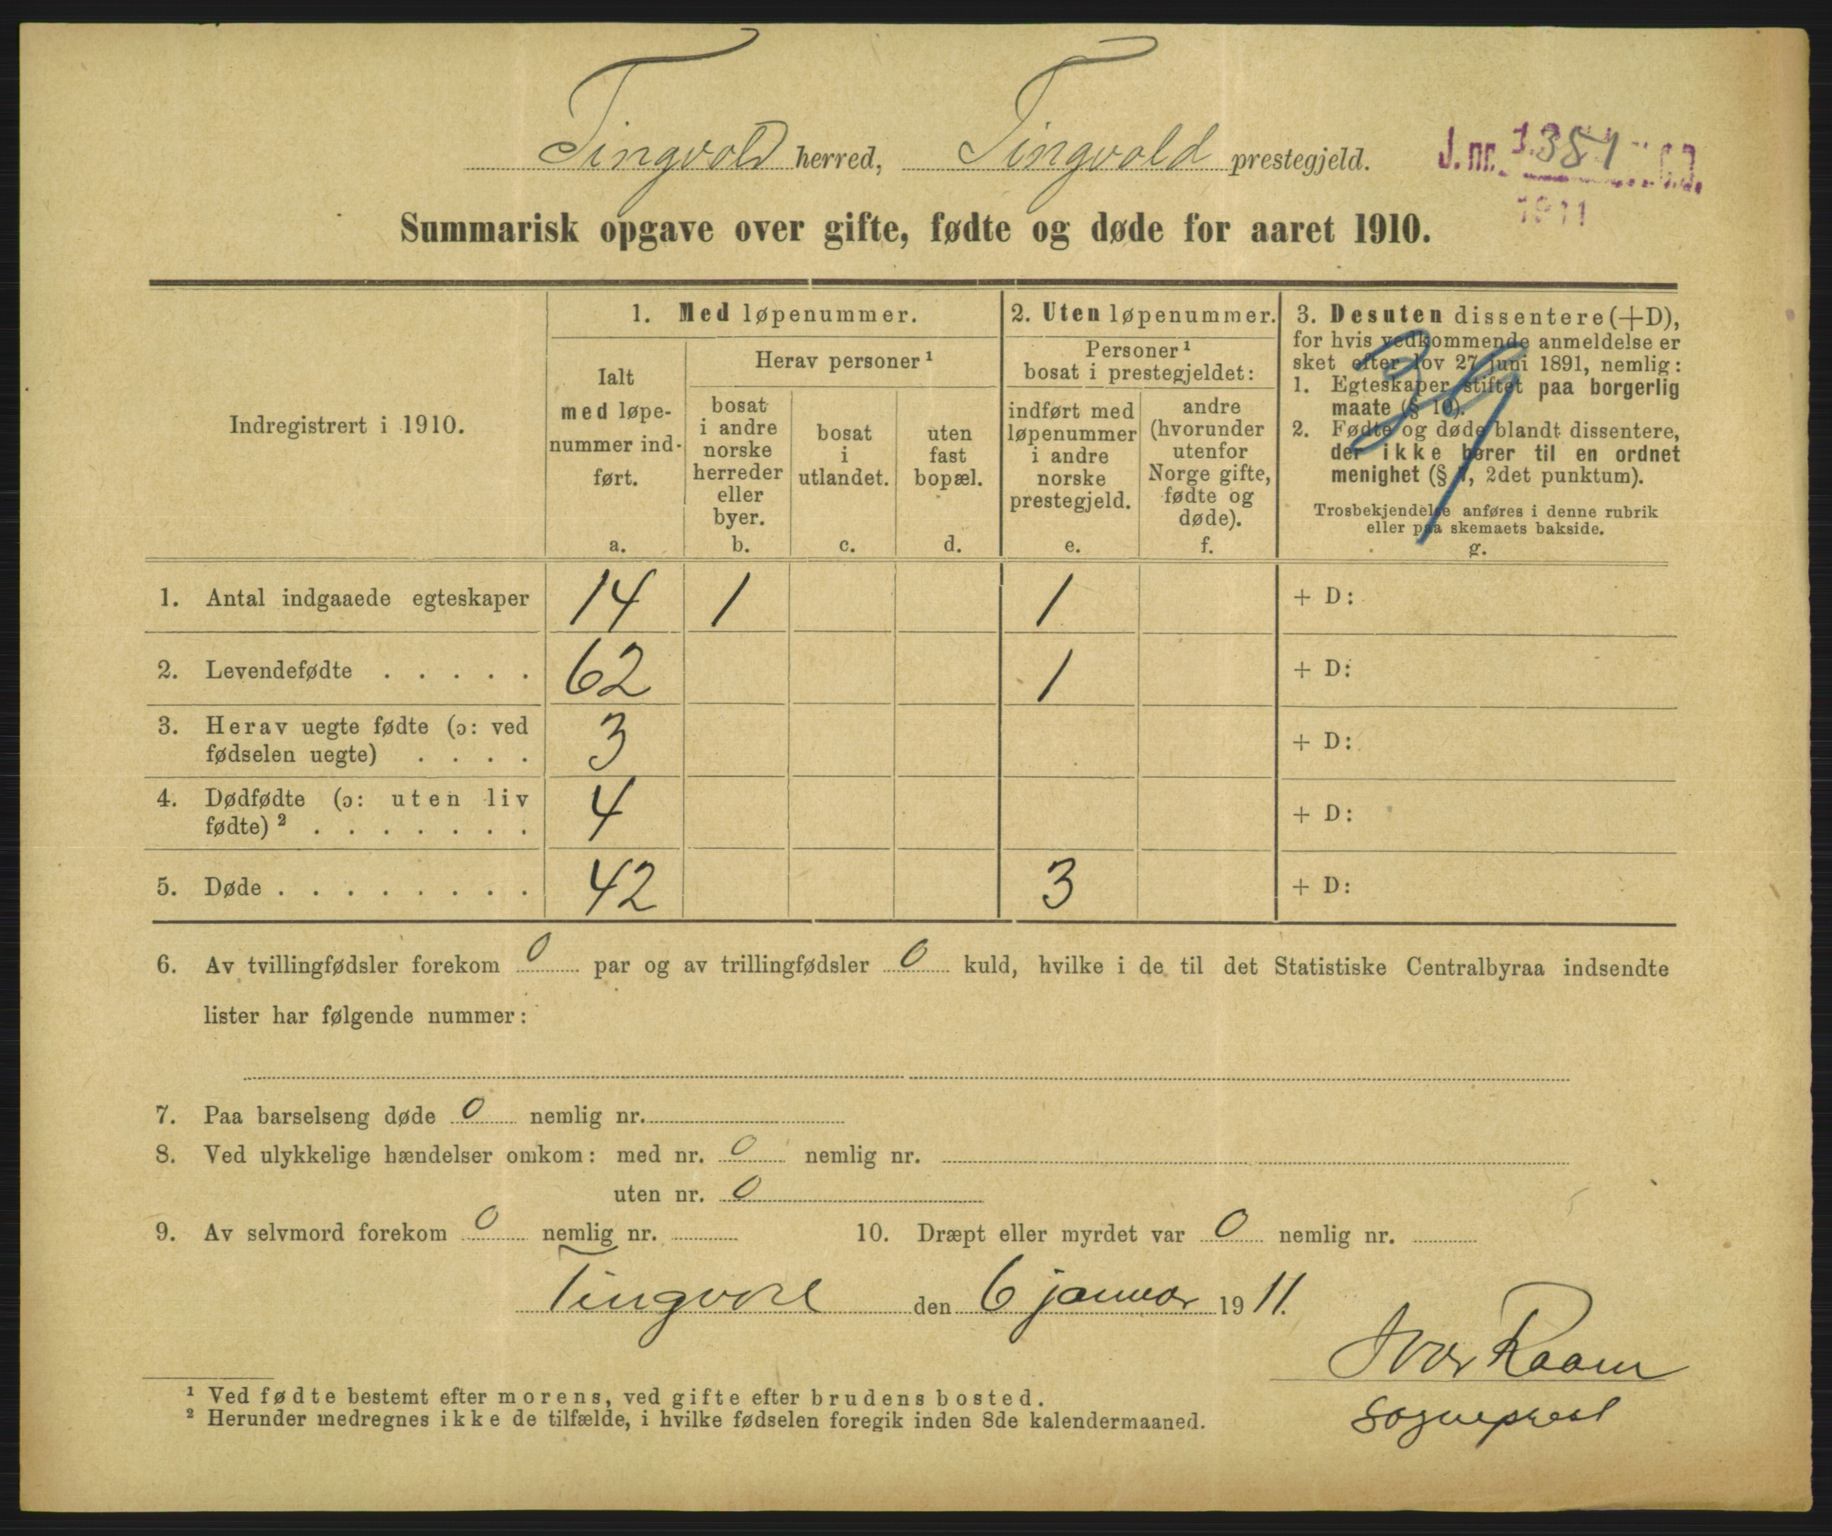 Tingvold herred, Tingvold prestegjeld.
J. nr. 1.381
1911
Summarisk opgave over gifte, fødte og døde for aaret 1910.
Indregistrert i 1910.
1. Med løpenummer.
Ialt
med løpe-
nummer ind-
ført.
a.
Herav personer ¹
bosat
i andre
norske
herreder
eller
byer.
b.
bosat
i
utlandet.
c.
uten
fast
bopæl.
d.
2. Uten løpenummer.
Personer ¹
bosat i prestegjeldet:
indført med
løpenummer
i andre
norske
prestegjeld.
e.
andre
(hvorunder
utenfor
Norge gifte,
fødte og
døde).
f.
3. Desuten dissentere (+D),
for hvis vedkommende anmeldelse er
sket efter lov 27 juni 1891, nemlig:
1. Egteskaper stiftet paa borgerlig
maate (§ 10).
2. Fødte og døde blandt dissentere,
der ikke hører til en ordnet
menighet (§ , 2det punktum).
Trosbekjendelse anføres i denne rubrik
eller paa skemaets bakside.
g.
1. Antal indgaaede egteskaper 14 1 1 + D:
2. Levendefødte . . . . . 62 1 + D:
3. Herav uegte fødte (ɔ: ved
fødselen uegte) . . . . 3 + D:
4. Dødfødte (ɔ: uten liv
fødte) ² . . . . . . . 4 + D:
5. Døde . . . . . . . . 42 3 + D:
6. Av tvillingfødsler forekom 0 par og av trillingfødsler 0 kuld, hvilke i de til det Statistiske Centralbyraa indsendte
lister har følgende nummer:
7. Paa barselseng døde 0 nemlig nr.
8. Ved ulykkelige hændelser omkom: med nr. 0 nemlig nr.
uten nr. 0
9. Av selvmord forekom 0 nemlig nr. 10. Dræpt eller myrdet var 0 nemlig nr.
Tingvold den 6 januar 1911.
Iver Raam
sogneprest
¹ Ved fødte bestemt efter morens, ved gifte efter brudens bosted.
² Herunder medregnes ikke de tilfælde, i hvilke fødselen foregik inden 8de kalendermaaned.